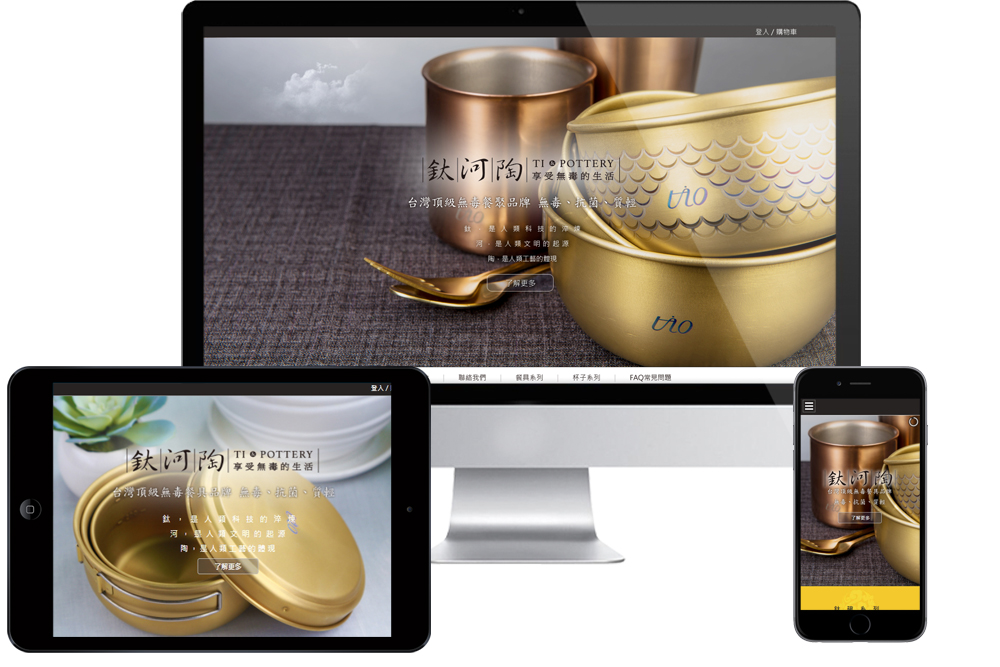 登入 / 購物車
鈦河陶 TI POTTERY
享受無毒的生活
台灣頂級無毒餐聚品牌 無毒、抗菌、質輕
鈦，是人類科技的淬煉
河，是人類文明的起源
陶，是人類工藝的體現
了解更多
tiO
tiO
聯絡我們 餐具系列 杯子系列 FAQ常見問題
登入 /
鈦河陶 TI POTTERY
享受無毒的生活
台灣頂級無毒餐具品牌 無毒、抗菌、質輕
鈦，是人類科技的淬煉
河，是人類文明的起源
陶，是人類工藝的體現
了解更多
鈦河陶
台灣頂級無毒餐具品牌
無毒、抗菌、質輕
了解更多